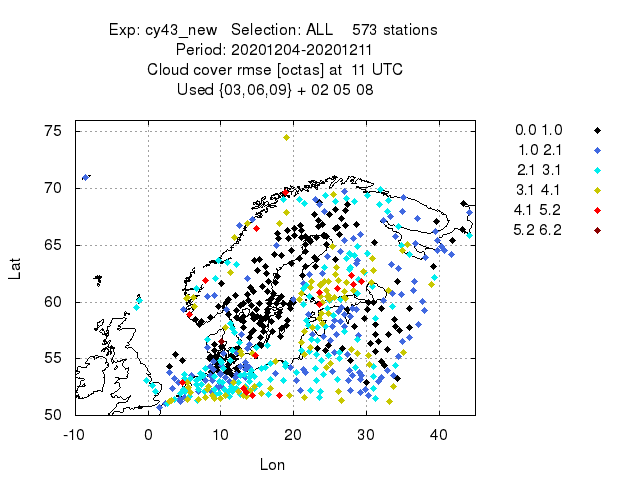 Exp: cy43_new   Selection: ALL    573 stations
Period: 20201204-20201211
Cloud cover rmse [octas] at  11 UTC
Used {03,06,09} + 02 05 08
0.0 1.0
1.0 2.1
2.1 3.1
3.1 4.1
4.1 5.2
5.2 6.2
Lat
75
70
65
60
55
50
-10 0 10 20 30 40
Lon